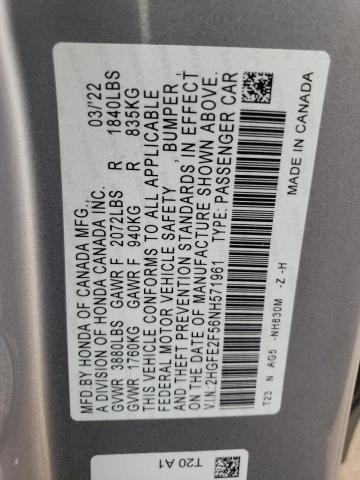 MFD.BY HONDA OF CANADA MFG., 03/'22
A DIVISION OF HONDA CANADA INC.
GVWR 3880LBS GAWR F 2072LBS R 1840LBS
GVWR 1760KG GAWR F 940KG R 835KG
THIS VEHICLE CONFORMS TO ALL APPLICABLE
FEDERAL MOTOR VEHICLE SAFETY , BUMPER ,
AND THEFT PREVENTION STANDARDS IN EFFECT
ON THE DATE OF MANUFACTURE SHOWN ABOVE.
V.I.N.:2HGFE2F56NH571961 TYPE: PASSENGER CAR
T23 N AG5 -NH830M -Z -H
MADE IN CANADA
T20 A1